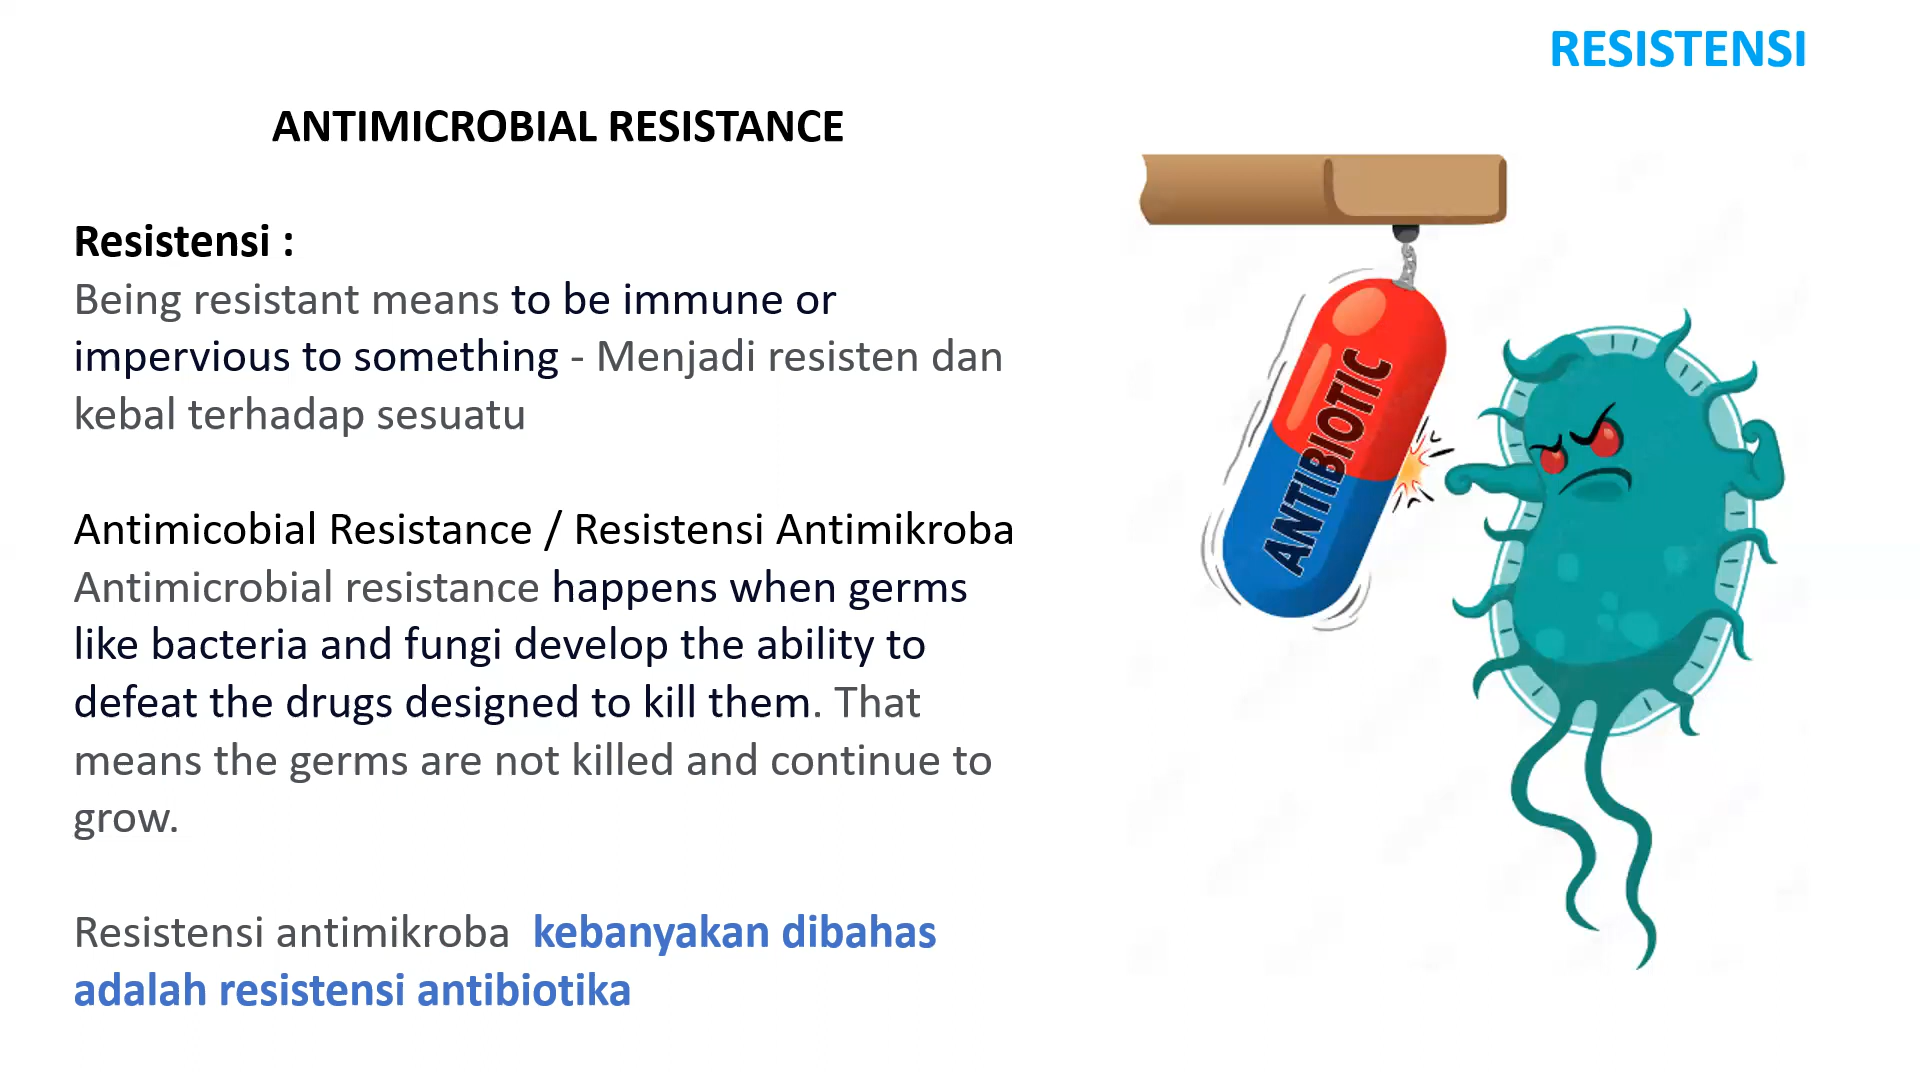 RESISTENSI
ANTIMICROBIAL RESISTANCE
Resistensi :
Being resistant means to be immune or
impervious to something - Menjadi resisten dan
kebal terhadap sesuatu
Antimicobial Resistance / Resistensi Antimikroba
Antimicrobial resistance happens when germs
like bacteria and fungi develop the ability to
defeat the drugs designed to kill them. That
means the germs are not killed and continue to
grow.
Resistensi antimikroba kebanyakan dibahas
adalah resistensi antibiotika
ANTIBIOTIC